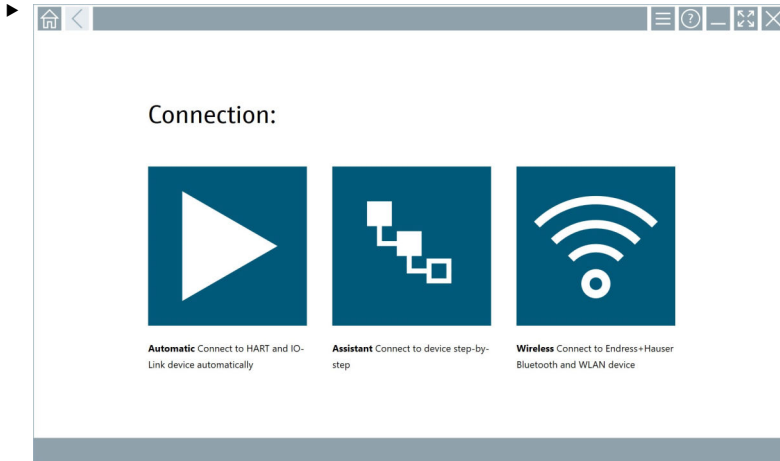 Connection:
Automatic Connect to HART and IO-
Link device automatically
Assistant Connect to device step-by-
step
Wireless Connect to Endress+Hauser
Bluetooth and WLAN device